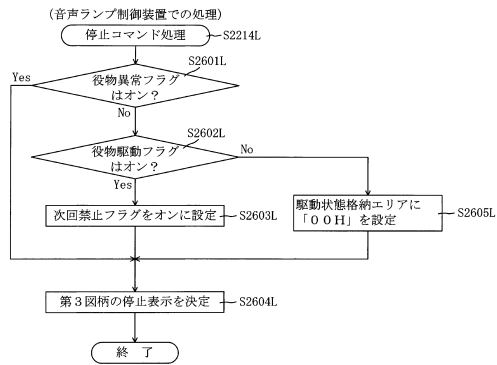 (音声ランプ制御装置での処理)
停止コマンド処理
S2214L
S2601L
役物異常フラグ
はオン?
Yes
No
S2602L
役物駆動フラグ
はオン?
No
Yes
次回禁止フラグをオンに設定
S2603L
駆動状態格納エリアに
「00H」を設定
S2605L
第3図柄の停止表示を決定
S2604L
終 了